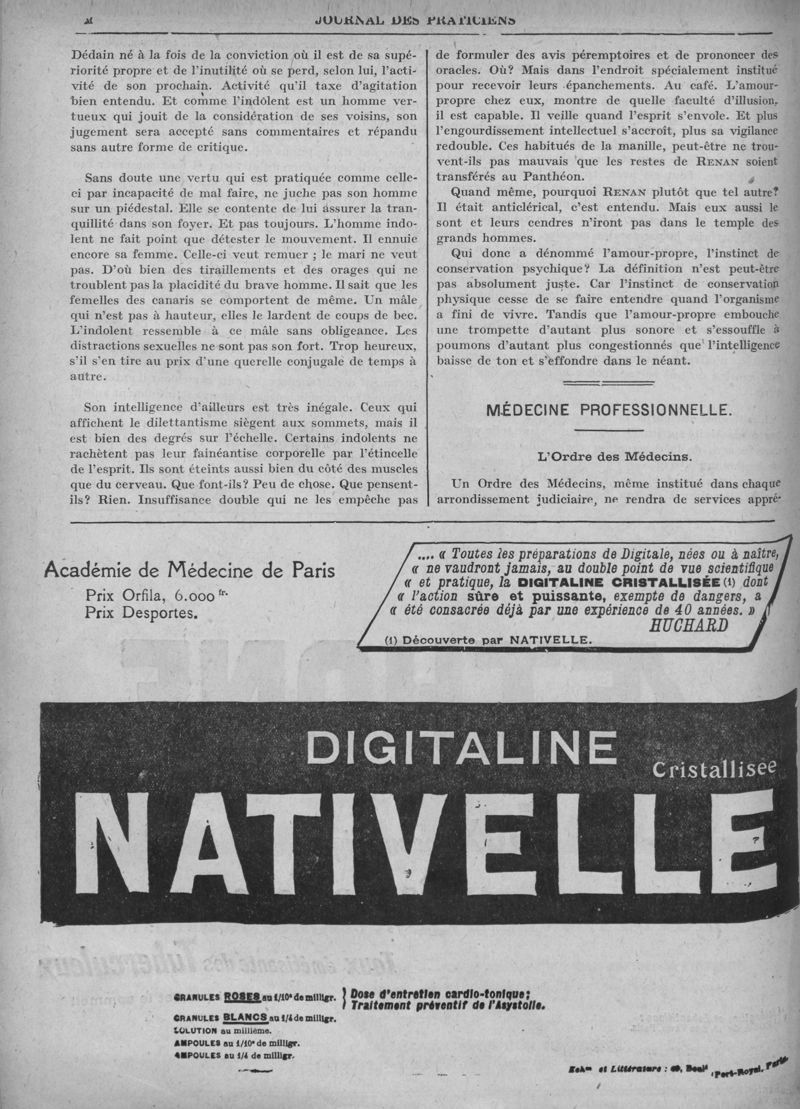 JOURNAL DES PRATICIENS
Dédain né à la fois de la conviction où il est de sa supé-
riorité propre et de l'inutilité où se perd, selon lui, l'acti-
vité de son prochain. Activité qu'il taxe d'agitation
bien entendu. Et comme l'indolent est un homme ver-
tueux qui jouit de la considération de ses voisins, son
jugement sera accepté sans commentaires et répandu
sans autre forme de critique.
Sans doute une vertu qui est pratiquée comme celle-
ci par incapacité de mal faire, ne juche pas son homme
sur un piédestal. Elle se contente de lui assurer la tran-
quillité dans son foyer. Et pas toujours. L'homme indo-
lent ne fait point que détester le mouvement. Il ennuie
encore sa femme. Celle-ci veut remuer ; le mari ne veut
pas. D'où bien des tiraillements et des orages qui ne
troublent pas la placidité du brave homme. Il sait que les
femelles des canaris se comportent de même. Un mâle
qui n'est pas à hauteur, elles le lardent de coups de bec.
L'indolent ressemble à ce mâle sans obligeance. Les
distractions sexuelles ne sont pas son fort. Trop heureux,
s'il s'en tire au prix d'une querelle conjugale de temps à
autre.
Son intelligence d'ailleurs est très inégale. Ceux qui
affichent le dilettantisme siègent aux sommets, mais il
est bien des degrés sur l'échelle. Certains indolents ne
rachètent pas leur fainéantise corporelle par l'étincelle
de l'esprit. Ils sont éteints aussi bien du côté des muscles
que du cerveau. Que font-ils? Peu de chose. Que pensent-
ils? Rien. Insuffisance double qui ne les empêche pas
de formuler des avis péremptoires et de prononcer des
oracles. Où? Mais dans l'endroit spécialement institué
pour recevoir leurs épanchements. Au café. L'amour-
propre chez eux, montre de quelle faculté d'illusion,
il est capable. Il veille quand l'esprit s'envole. Et plus
l'engourdissement intellectuel s'accroît, plus sa vigilance
redouble. Ces habitués de la manille, peut-être ne trou-
vent-ils pas mauvais que les restes de RENAN soient
transférés au Panthéon.
Quand même, pourquoi RENAN plutôt que tel autre?
Il était anticlérical, c'est entendu. Mais eux aussi le
sont et leurs cendres n'iront pas dans le temple des
grands hommes.
Qui donc a dénommé l'amour-propre, l'instinct de
conservation psychique? La définition n'est peut-être
pas absolument juste. Car l'instinct de conservation
physique cesse de se faire entendre quand l'organisme
a fini de vivre. Tandis que l'amour-propre embouche
une trompette d'autant plus sonore et s'essouffle à
poumons d'autant plus congestionnés que l'intelligence
baisse de ton et s'effondre dans le néant.
MÉDECINE PROFESSIONNELLE.
L'Ordre des Médecins.
Un Ordre des Médecins, même institué dans chaque
arrondissement judiciaire, ne rendra de services appré-
Académie de Médecine de Paris
Prix Orfila, 6.000 fr.
Prix Desportes.
.... « Toutes les préparations de Digitale, nées ou à naître,
« ne vaudront jamais, au double point de vue scientifique
« et pratique, la DIGITALINE CRISTALLISÉE (1) dont
« l'action sûre et puissante, exempte de dangers, a
« été consacrée déjà par une expérience de 40 années. »
HUCHARD
(1) Découverte par NATIVELLE.
DIGITALINE
Cristallisée
NATIVELLE
GRANULES ROSES au 1/10e de milligr. } Dose d'entretien cardio-tonique;
Traitement préventif de l'Asystolie.
GRANULES BLANCS au 1/4 de milligr.
SOLUTION au millième.
AMPOULES au 1/10e de milligr.
AMPOULES au 1/4 de milligr.
Echon et Littérature : Bould Port-Royal, Paris